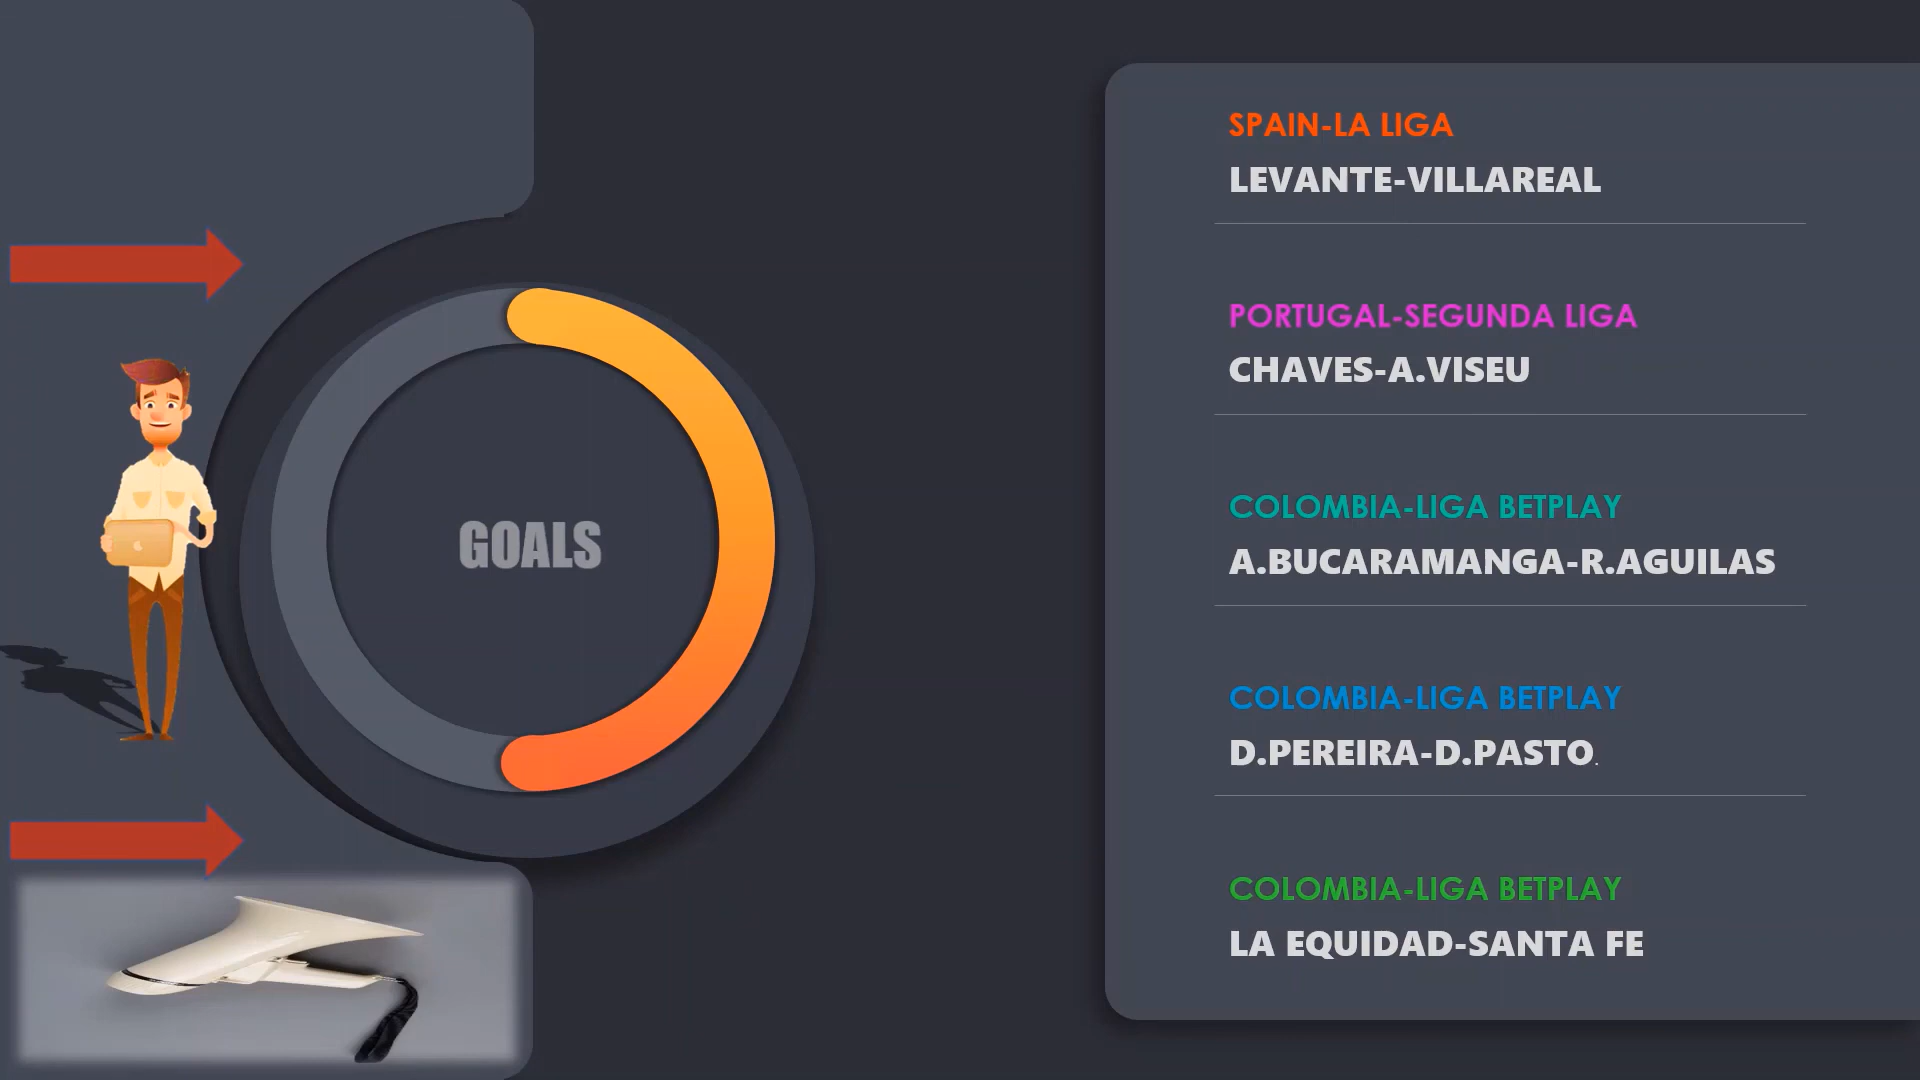 GOALS
SPAIN-LA LIGA
LEVANTE-VILLAREAL
PORTUGAL-SEGUNDA LIGA
CHAVES-A.VISEU
COLOMBIA-LIGA BETPLAY
A.BUCARAMANGA-R.AGUILAS
COLOMBIA-LIGA BETPLAY
D.PEREIRA-D.PASTO.
COLOMBIA-LIGA BETPLAY
LA EQUIDAD-SANTA FE